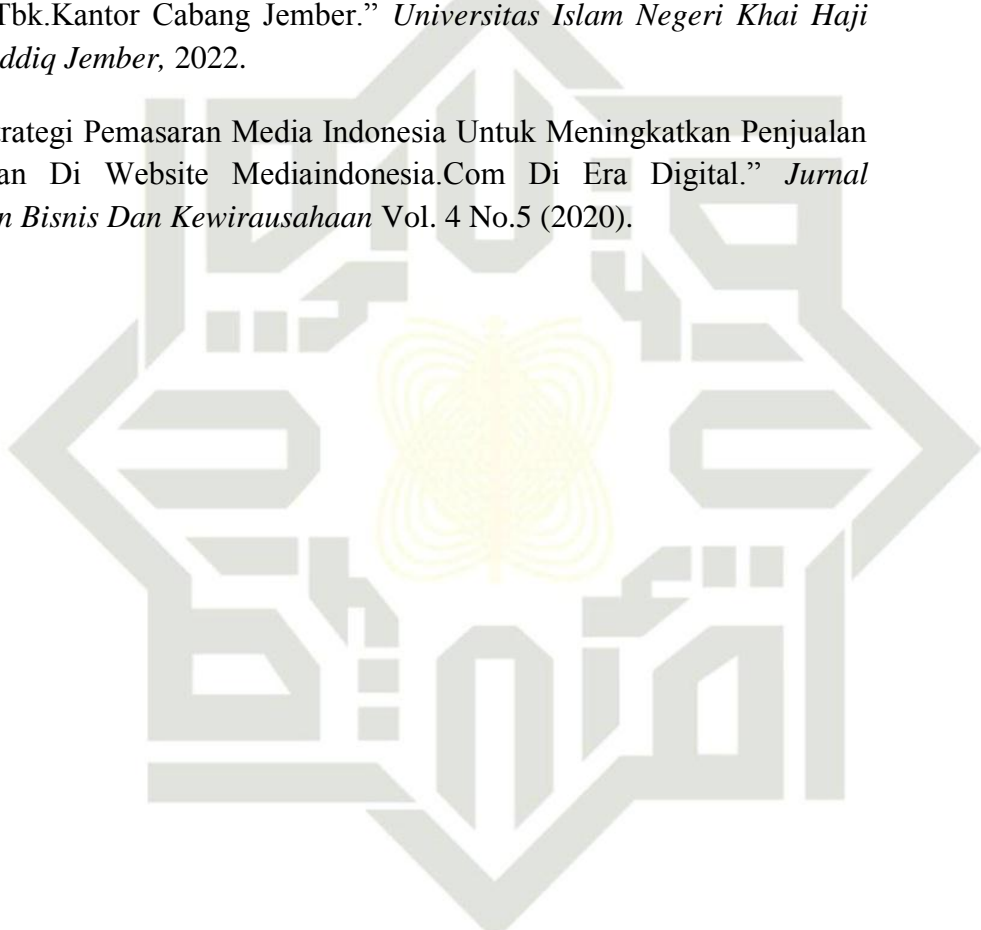 Tbk.Kantor Cabang Jember.” Universitas Islam Negeri Khai Haji
ddiq Jember, 2022.
trategi Pemasaran Media Indonesia Untuk Meningkatkan Penjualan
an Di Website Mediaindonesia.Com Di Era Digital.” Jurnal
n Bisnis Dan Kewirausahaan Vol. 4 No.5 (2020).